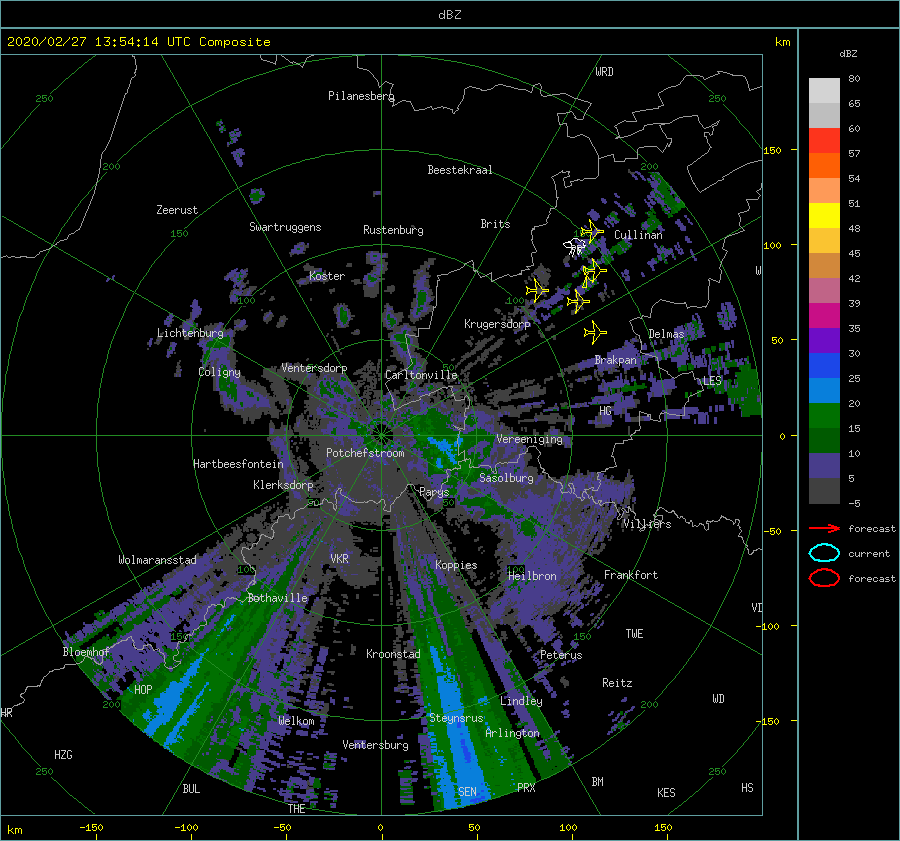 dBZ
2020/02/27 13:54:14 UTC Composite
km
dBZ
WRD
250
250
Pilanesberg
80
65
60
150
57
200
200
Beestekraal
54
Zeerust
51
Swartruggens
Rustenburg
Brits
150
Cullinan
48
100
45
W
Koster
42
100
100
39
Krugersdorp
35
Lichtenburg
Delmas
50
30
Brakpan
Coligny
Ventersdorp
Carltonville
LES
25
HG
20
Vereeniging
0
15
Potchefstroom
10
Hartbeesfontein
Sasolburg
5
Klerksdorp
Parys
50
50
-5
Villiers
forecast
-50
Wolmaransstad
VKR
Koppies
current
100
100
Heilbron
Frankfort
forecast
Bothaville
VI
-100
150
150
TWE
Bloemhof
Kroonstad
Peterus
HOP
Reitz
WD
200
Lindley
200
HR
Welkom
Steynsrus
-150
Arlington
HZG
Ventersburg
250
250
BUL
SEN
PRX
BM
KES
HS
THE
km
-150
-100
-50
0
50
100
150